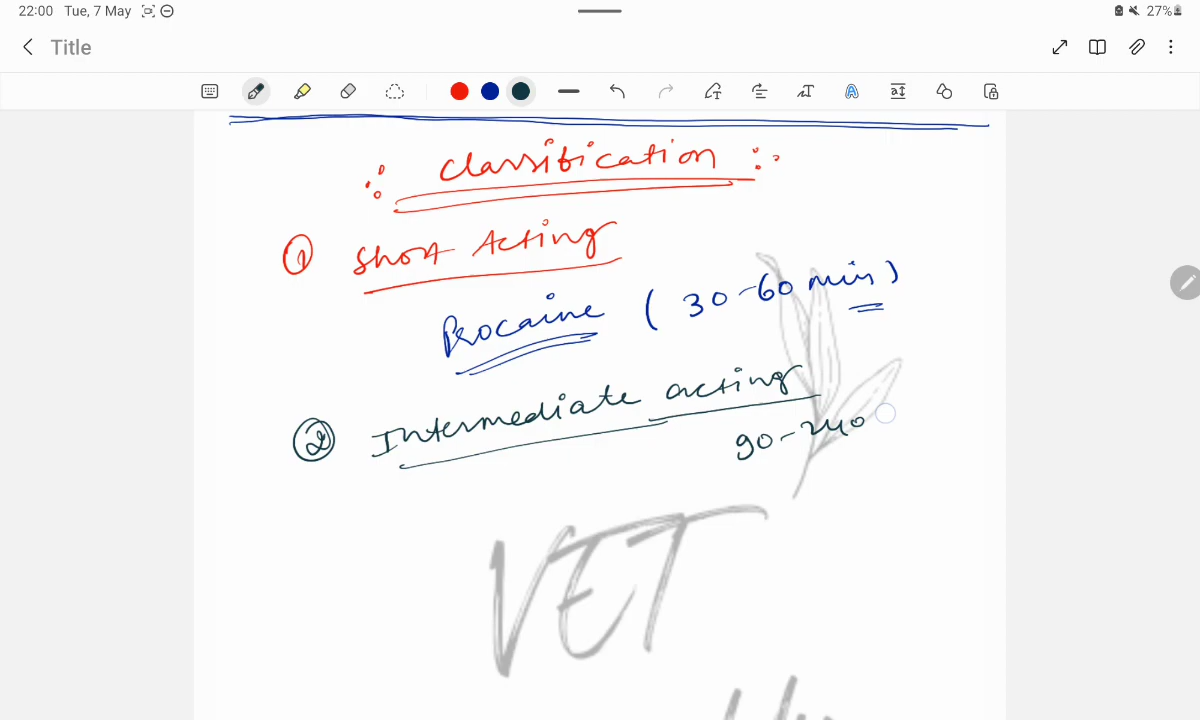 22:00 Tue, 7 May 27%
Title
Classification
1 Short Acting
Procaine (30-60 min)
2 Intermediate acting
90-240
VET